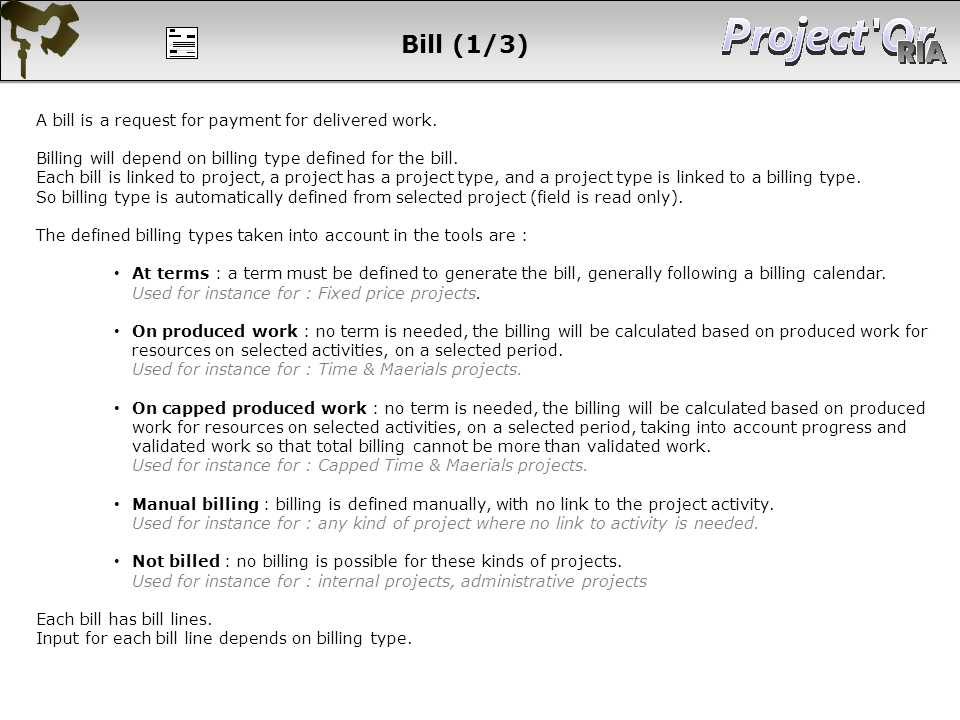 Bill (1/3)
Project'Or
RIA
A bill is a request for payment for delivered work.
Billing will depend on billing type defined for the bill.
Each bill is linked to project, a project has a project type, and a project type is linked to a billing type.
So billing type is automatically defined from selected project (field is read only).
The defined billing types taken into account in the tools are :
• At terms : a term must be defined to generate the bill, generally following a billing calendar.
Used for instance for : Fixed price projects.
• On produced work : no term is needed, the billing will be calculated based on produced work for
resources on selected activities, on a selected period.
Used for instance for : Time & Maerials projects.
• On capped produced work : no term is needed, the billing will be calculated based on produced
work for resources on selected activities, on a selected period, taking into account progress and
validated work so that total billing cannot be more than validated work.
Used for instance for : Capped Time & Maerials projects.
• Manual billing : billing is defined manually, with no link to the project activity.
Used for instance for : any kind of project where no link to activity is needed.
• Not billed : no billing is possible for these kinds of projects.
Used for instance for : internal projects, administrative projects
Each bill has bill lines.
Input for each bill line depends on billing type.